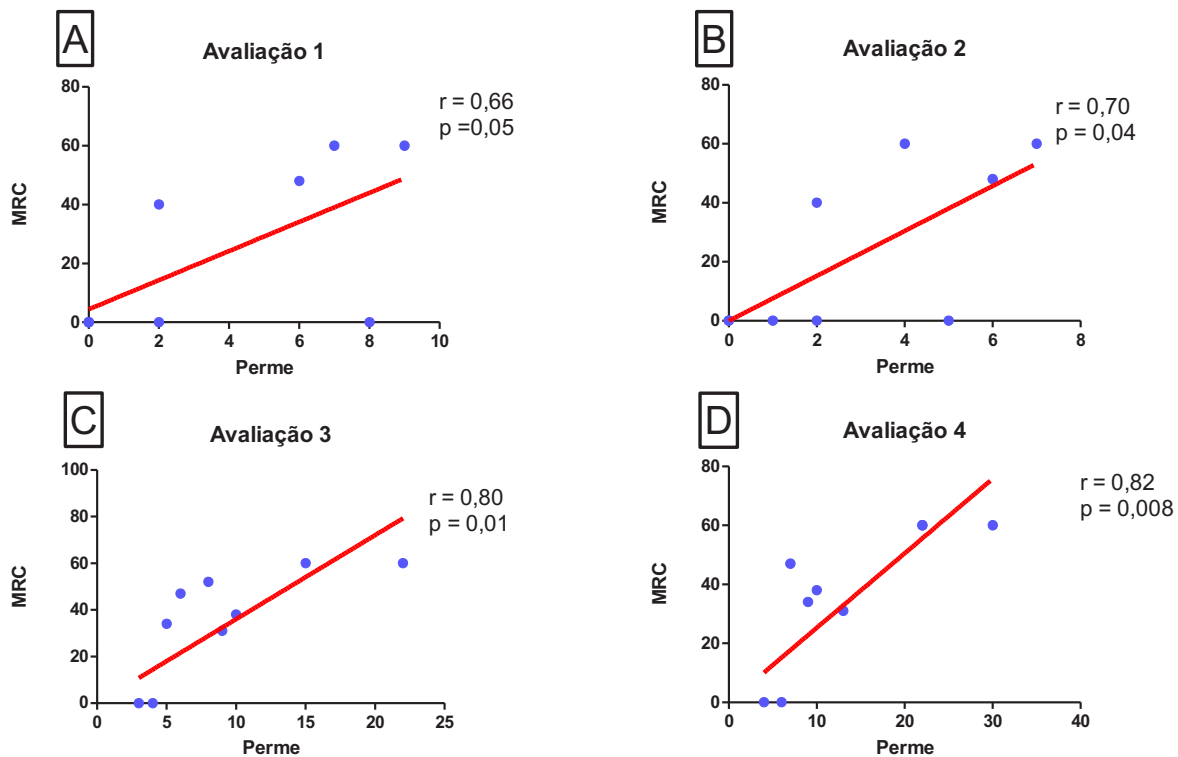 A
Avaliação 1
r = 0,66
p =0,05
80
60
40
20
0
0 2 4 6 8 10
MRC
Perme
B
Avaliação 2
r = 0,70
p = 0,04
80
60
40
20
0
0 2 4 6 8
MRC
Perme
C
Avaliação 3
r = 0,80
p = 0,01
100
80
60
40
20
0
0 5 10 15 20 25
MRC
Perme
D
Avaliação 4
r = 0,82
p = 0,008
80
60
40
20
0
0 10 20 30 40
MRC
Perme